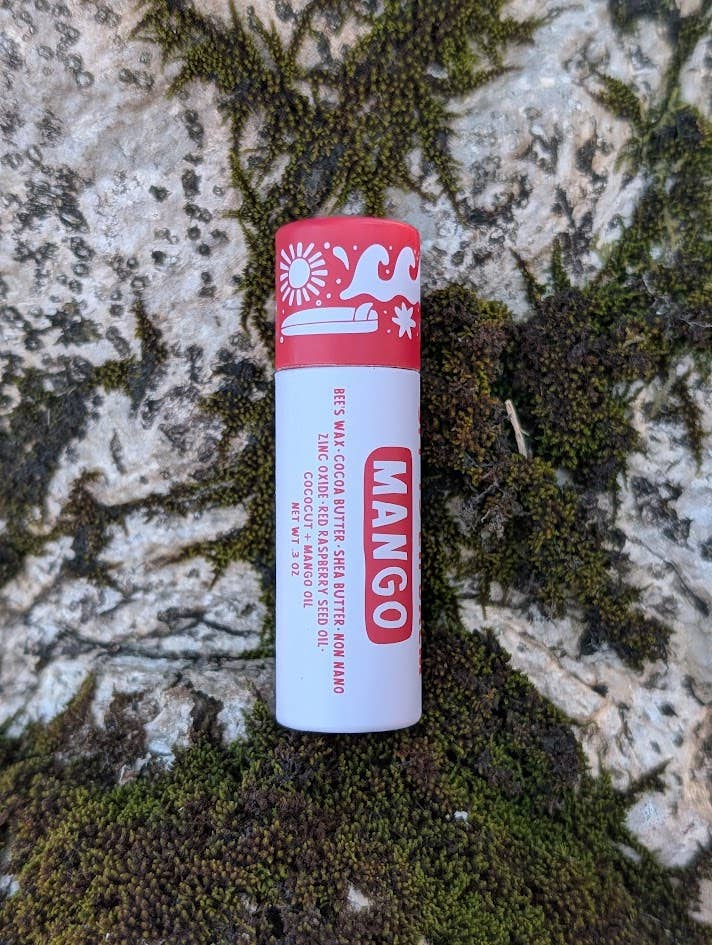 MANGO
BEE'S WAX · COCOA BUTTER · SHEA BUTTER · NON NANO
ZINC OXIDE · RED RASPBERRY SEED OIL ·
COCOCUT + MANGO OIL
NET WT .3 OZ